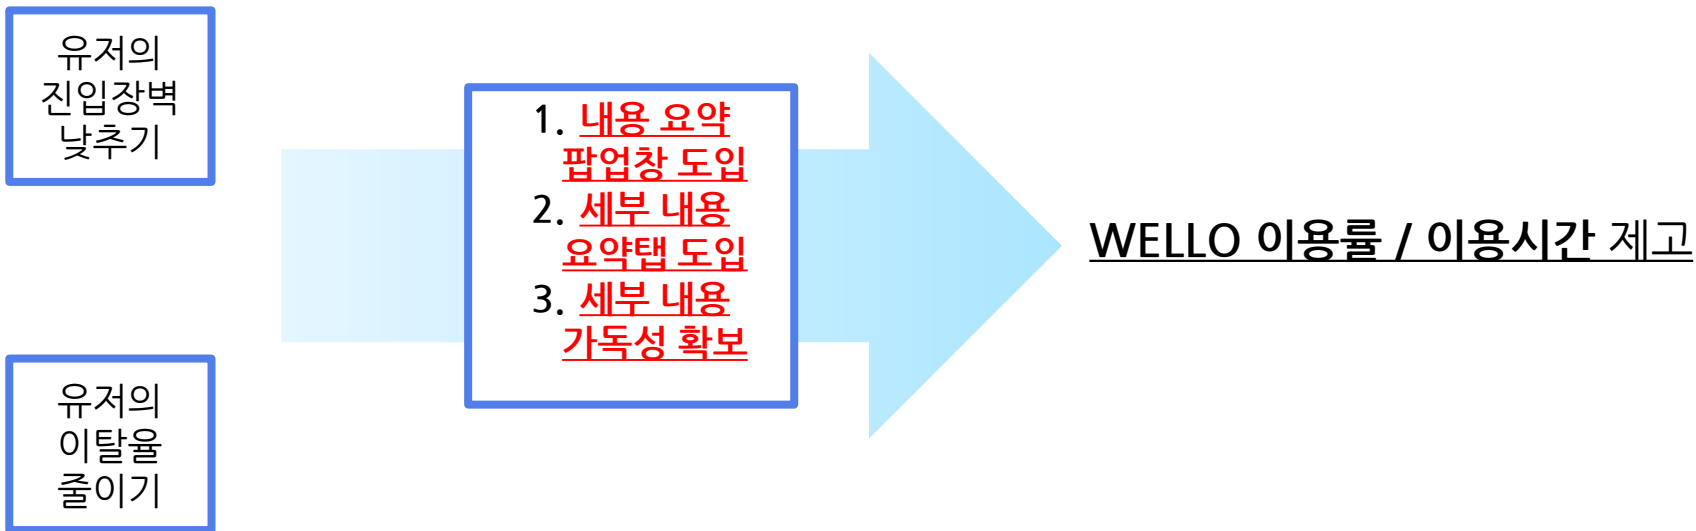 유저의
진입장벽
낮추기
유저의
이탈율
줄이기
1. 내용 요약
팝업창 도입
2. 세부 내용
요약탭 도입
3. 세부 내용
가독성 확보
WELLO 이용률 / 이용시간 제고